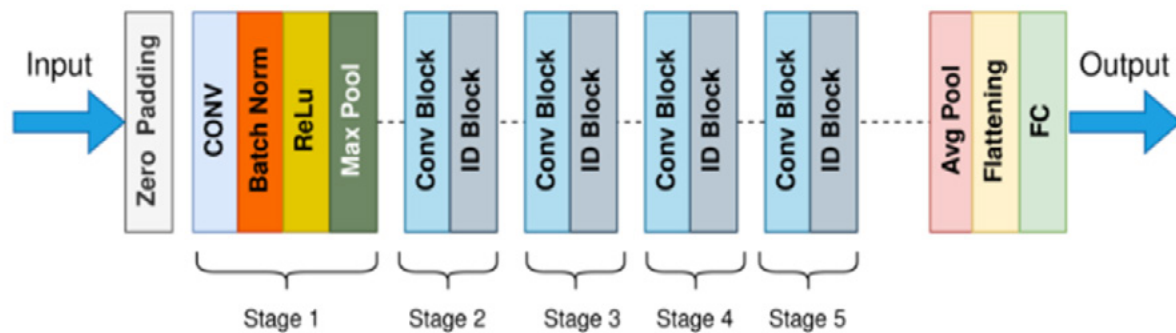 Input
Zero Padding
CONV
Batch Norm
ReLu
Max Pool
Conv Block
ID Block
Conv Block
ID Block
Conv Block
ID Block
Conv Block
ID Block
Avg Pool
Flattening
FC
Output
Stage 1
Stage 2
Stage 3
Stage 4
Stage 5